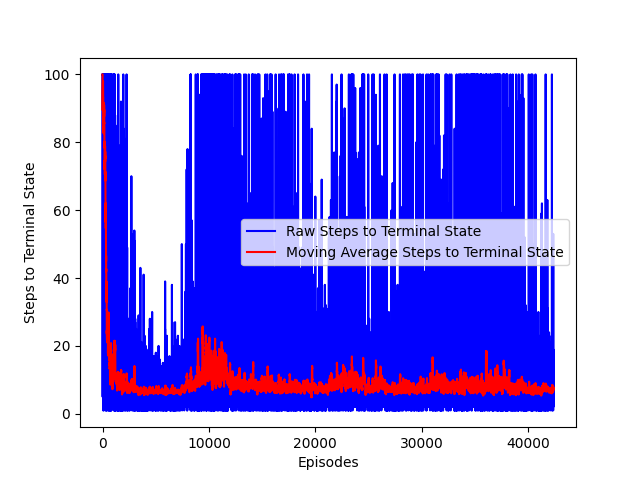 100
80
60
40
20
0
Steps to Terminal State
Raw Steps to Terminal State
Moving Average Steps to Terminal State
0 10000 20000 30000 40000
Episodes